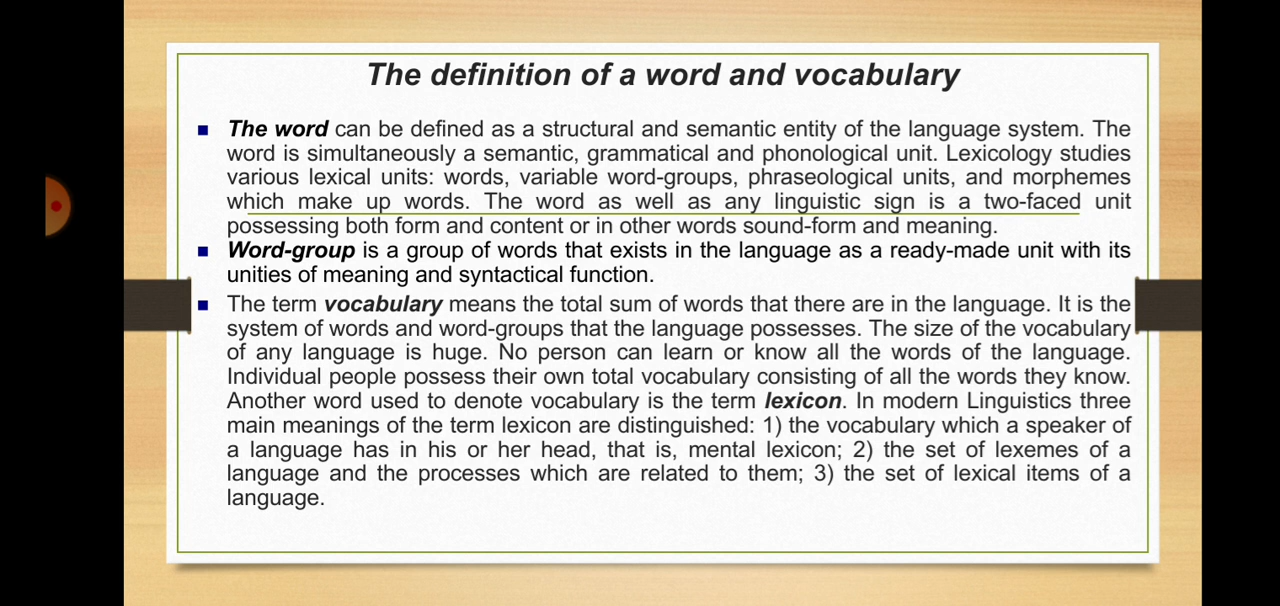 The definition of a word and vocabulary
The word can be defined as a structural and semantic entity of the language system. The
word is simultaneously a semantic, grammatical and phonological unit. Lexicology studies
various lexical units: words, variable word-groups, phraseological units, and morphemes
which make up words. The word as well as any linguistic sign is a two-faced unit
possessing both form and content or in other words sound-form and meaning.
Word-group is a group of words that exists in the language as a ready-made unit with its
unities of meaning and syntactical function.
The term vocabulary means the total sum of words that there are in the language. It is the
system of words and word-groups that the language possesses. The size of the vocabulary
of any language is huge. No person can learn or know all the words of the language.
Individual people possess their own total vocabulary consisting of all the words they know.
Another word used to denote vocabulary is the term lexicon. In modern Linguistics three
main meanings of the term lexicon are distinguished: 1) the vocabulary which a speaker of
a language has in his or her head, that is, mental lexicon; 2) the set of lexemes of a
language and the processes which are related to them; 3) the set of lexical items of a
language.